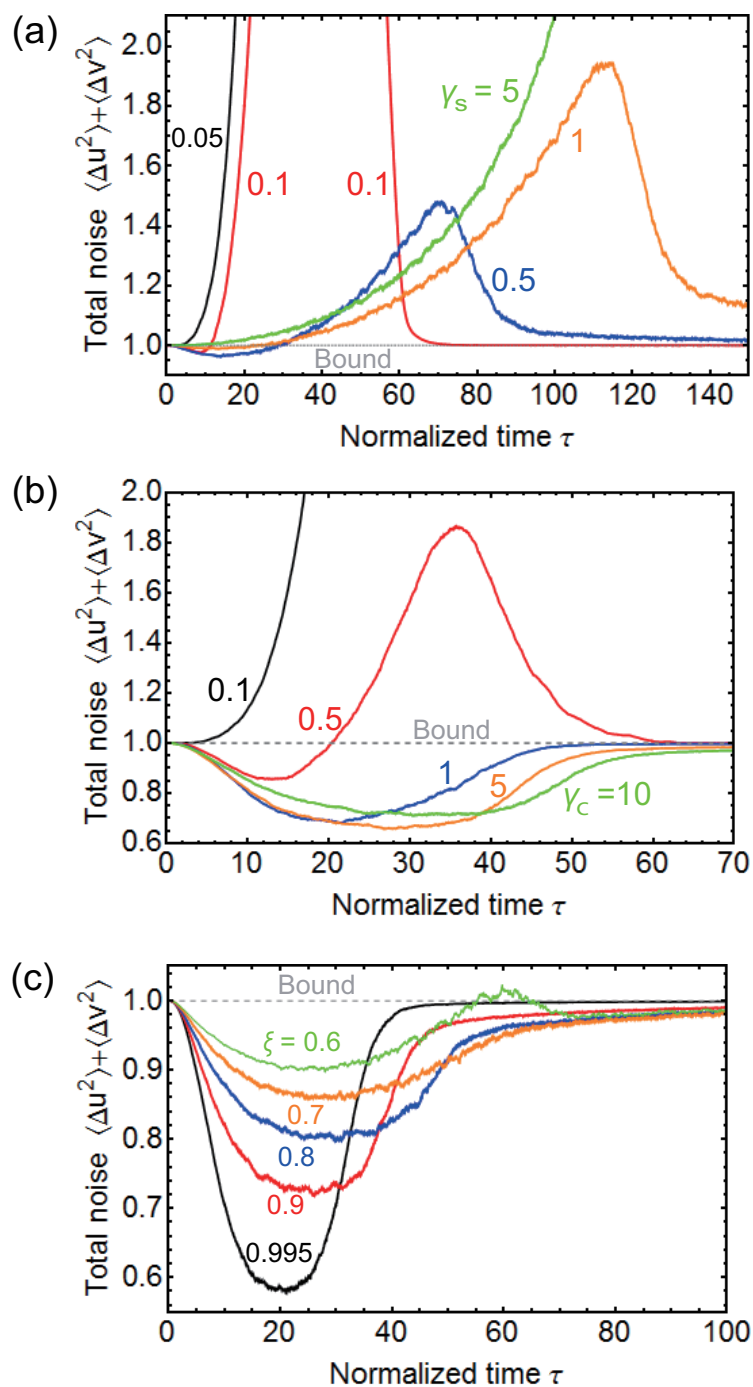 (a)
Total noise ⟨Δu²⟩+⟨Δv²⟩
2.0
1.8
1.6
1.4
1.2
1.0
0.05
0.1
0.1
γs = 5
1
0.5
Bound
0 20 40 60 80 100 120 140
Normalized time τ
(b)
Total noise ⟨Δu²⟩+⟨Δv²⟩
2.0
1.8
1.6
1.4
1.2
1.0
0.8
0.6
0.1
0.5
Bound
1
5
γc =10
0 10 20 30 40 50 60 70
Normalized time τ
(c)
Total noise ⟨Δu²⟩+⟨Δv²⟩
1.0
0.9
0.8
0.7
0.6
Bound
ξ = 0.6
0.7
0.8
0.9
0.995
0 20 40 60 80 100
Normalized time τ